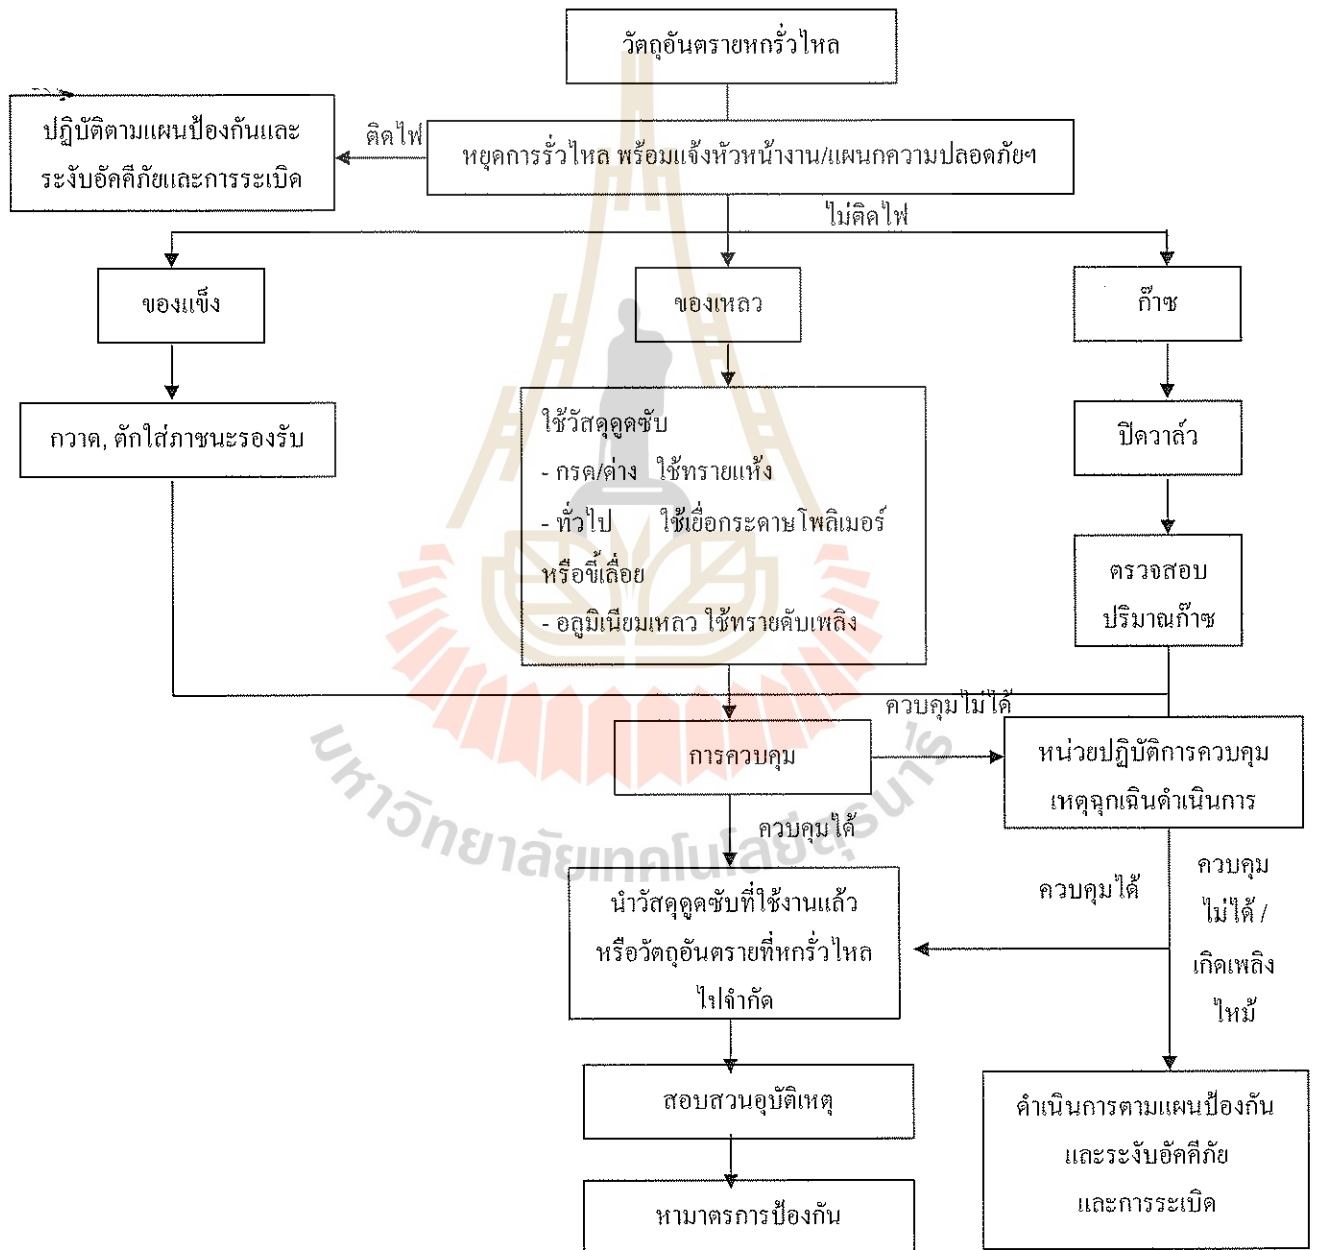 วัตถุอันตรายหกรั่วไหล
ปฏิบัติตามแผนป้องกันและ
ระงับอัคคีภัยและการระเบิด
ติดไฟ
หยุดการรั่วไหล พร้อมแจ้งหัวหน้างาน/แผนกความปลอดภัยฯ
ไม่ติดไฟ
ของแข็ง
ของเหลว
ก๊าซ
กวาด, ตักใส่ภาชนะรองรับ
ใช้วัสดุดูดซับ
- กรด/ด่าง ใช้ทรายแห้ง
- ทั่วไป ใช้เยื่อกระดาษโพลิเมอร์
หรือขี้เลื่อย
- อลูมิเนียมเหลว ใช้ทรายดับเพลิง
ปิดวาล์ว
ตรวจสอบ
ปริมาณก๊าซ
ควบคุมไม่ได้
การควบคุม
หน่วยปฏิบัติการควบคุม
เหตุฉุกเฉินดำเนินการ
ควบคุมได้
นำวัสดุดูดซับที่ใช้งานแล้ว
หรือวัตถุอันตรายที่หกรั่วไหล
ไปจำกัด
ควบคุมได้
ควบคุม
ไม่ได้ /
เกิดเพลิง
ไหม้
สอบสวนอุบัติเหตุ
หามาตรการป้องกัน
ดำเนินการตามแผนป้องกัน
และระงับอัคคีภัย
และการระเบิด
มหาวิทยาลัยเทคโนโลยีสุรนารี